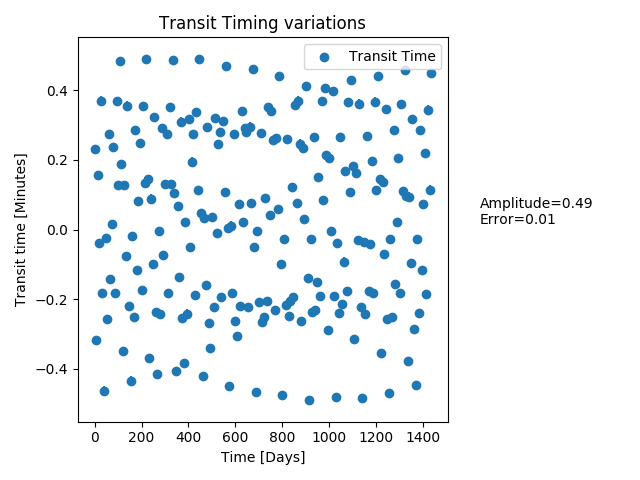 Transit Timing variations
Transit Time
0.4
0.2
0.0
−0.2
−0.4
Transit time [Minutes]
Amplitude=0.49
Error=0.01
0 200 400 600 800 1000 1200 1400
Time [Days]